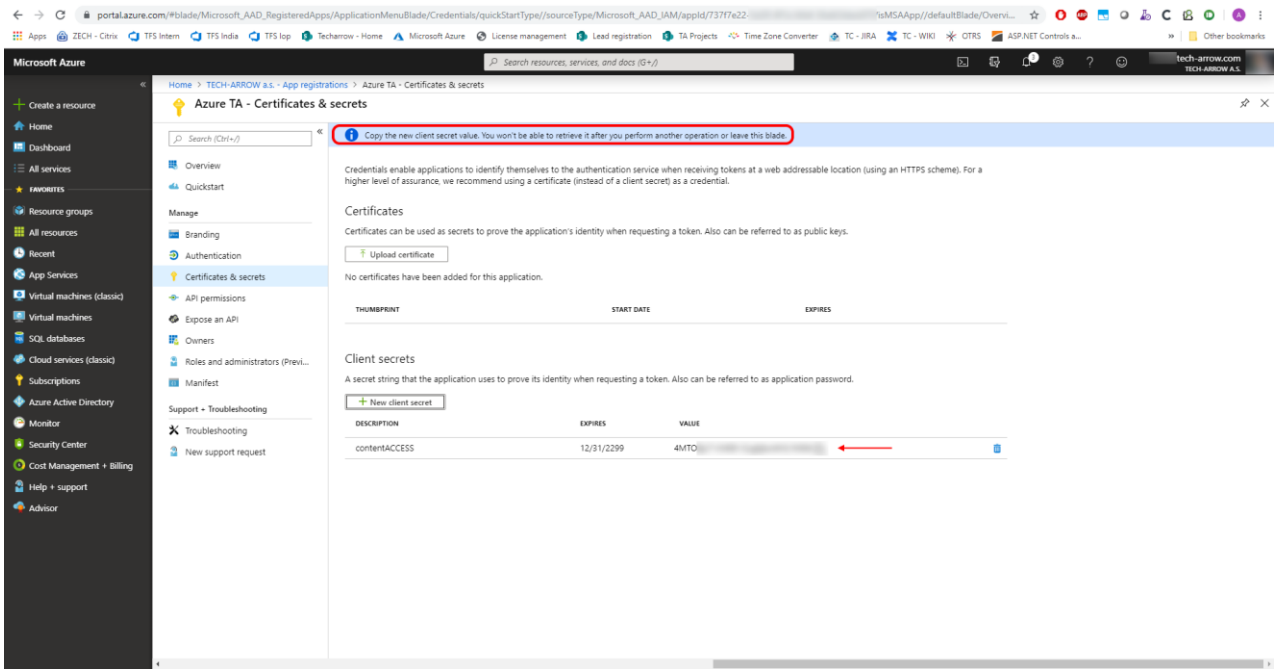 portal.azure.com/#blade/Microsoft_AAD_RegisteredApps/ApplicationMenuBlade/Credentials/quickStartType//sourceType/Microsoft_AAD_IAM/appId/737f7e22- /isMSAApp//defaultBlade/Overvi...
Apps ZECH - Citrix TFS Intern TFS India TFS Iop Techarrow - Home Microsoft Azure License management Lead registration TA Projects Time Zone Converter TC - JIRA TC - WIKI OTRS ASP.NET Controls a... » Other bookmarks
Microsoft Azure
Search resources, services, and docs (G+/)
tech-arrow.com
TECH-ARROW A.S.
Create a resource
Home
Dashboard
All services
FAVORITES
Resource groups
All resources
Recent
App Services
Virtual machines (classic)
Virtual machines
SQL databases
Cloud services (classic)
Subscriptions
Azure Active Directory
Monitor
Security Center
Cost Management + Billing
Help + support
Advisor
Home > TECH-ARROW a.s. - App registrations > Azure TA - Certificates & secrets
Azure TA - Certificates & secrets
Search (Ctrl+/)
Overview
Quickstart
Manage
Branding
Authentication
Certificates & secrets
API permissions
Expose an API
Owners
Roles and administrators (Previ...
Manifest
Support + Troubleshooting
Troubleshooting
New support request
Copy the new client secret value. You won't be able to retrieve it after you perform another operation or leave this blade.
Credentials enable applications to identify themselves to the authentication service when receiving tokens at a web addressable location (using an HTTPS scheme). For a
higher level of assurance, we recommend using a certificate (instead of a client secret) as a credential.
Certificates
Certificates can be used as secrets to prove the application's identity when requesting a token. Also can be referred to as public keys.
Upload certificate
No certificates have been added for this application.
THUMBPRINT START DATE EXPIRES
Client secrets
A secret string that the application uses to prove its identity when requesting a token. Also can be referred to as application password.
New client secret
DESCRIPTION EXPIRES VALUE
contentACCESS 12/31/2299 4MTO